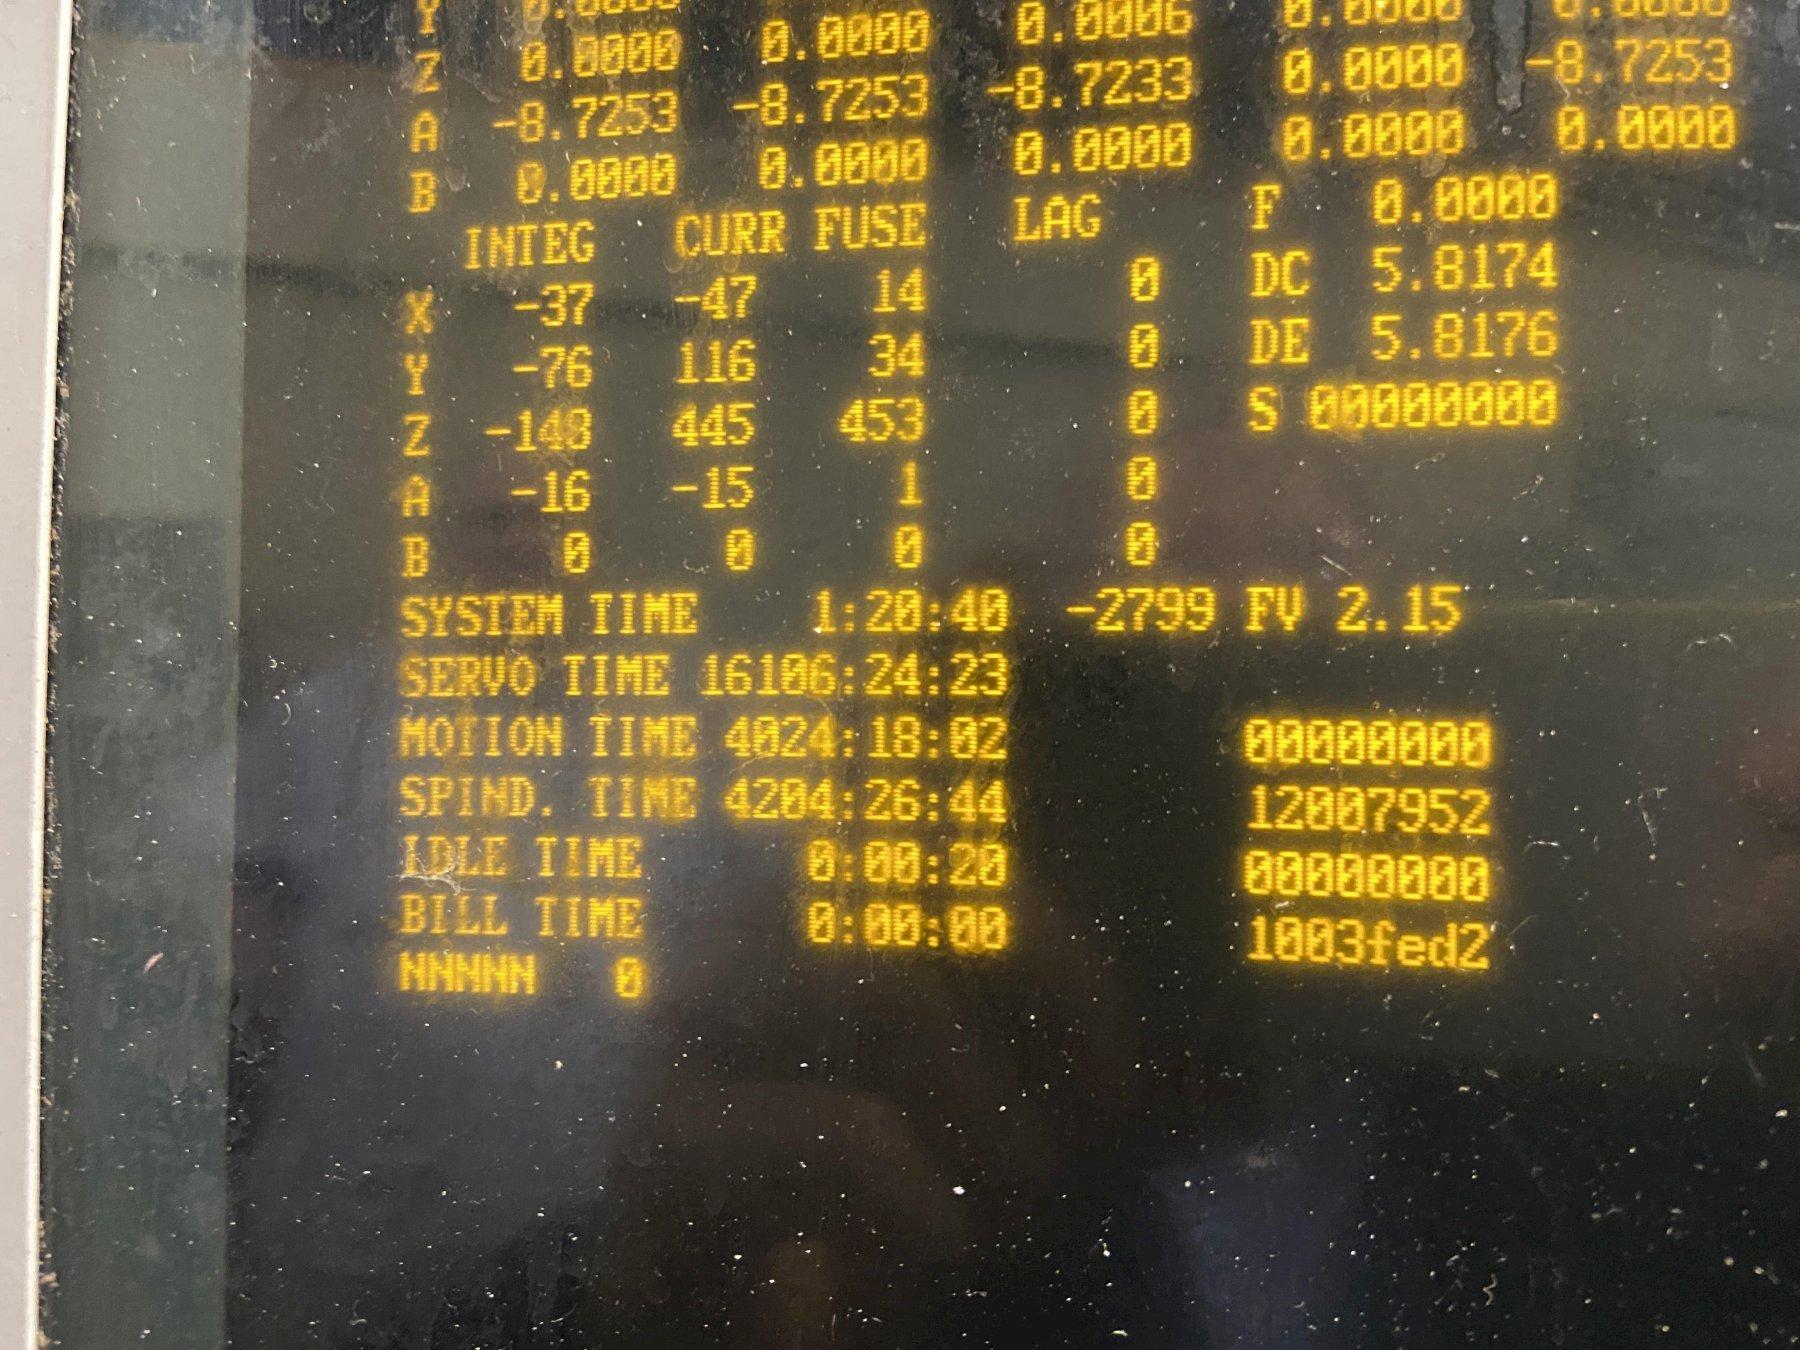 Z 0.0000 0.0000 0.0006 0.0000 0.0000
A -8.7253 -8.7253 -8.7233 0.0000 -8.7253
B 0.0000 0.0000 0.0000 0.0000 0.0000
INTEG CURR FUSE LAG F 0.0000
X -37 -47 14 0 DC 5.8174
Y -76 116 34 0 DE 5.8176
Z -148 445 453 0 S 00000000
A -16 -15 1 0
B 0 0 0 0
SYSTEM TIME 1:20:40 -2799 FV 2.15
SERVO TIME 16106:24:23
MOTION TIME 4024:18:02 00000000
SPIND. TIME 4204:26:44 12007952
IDLE TIME 0:00:20 00000000
BILL TIME 0:00:00 1003fed2
NNNNN 0